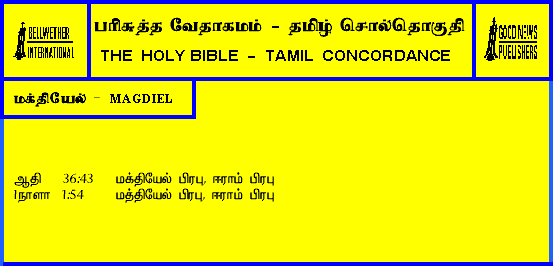 BELLWETHER
INTERNATIONAL
பரிசுத்த வேதாகமம் - தமிழ் சொல்தொகுதி
THE HOLY BIBLE - TAMIL CONCORDANCE
GOOD NEWS
PUBLISHERS
மக்தியேல் - MAGDIEL
ஆதி 36:43 மக்தியேல் பிரபு, ஈராம் பிரபு
1நாளா 1:54 மத்தியேல் பிரபு, ஈராம் பிரபு